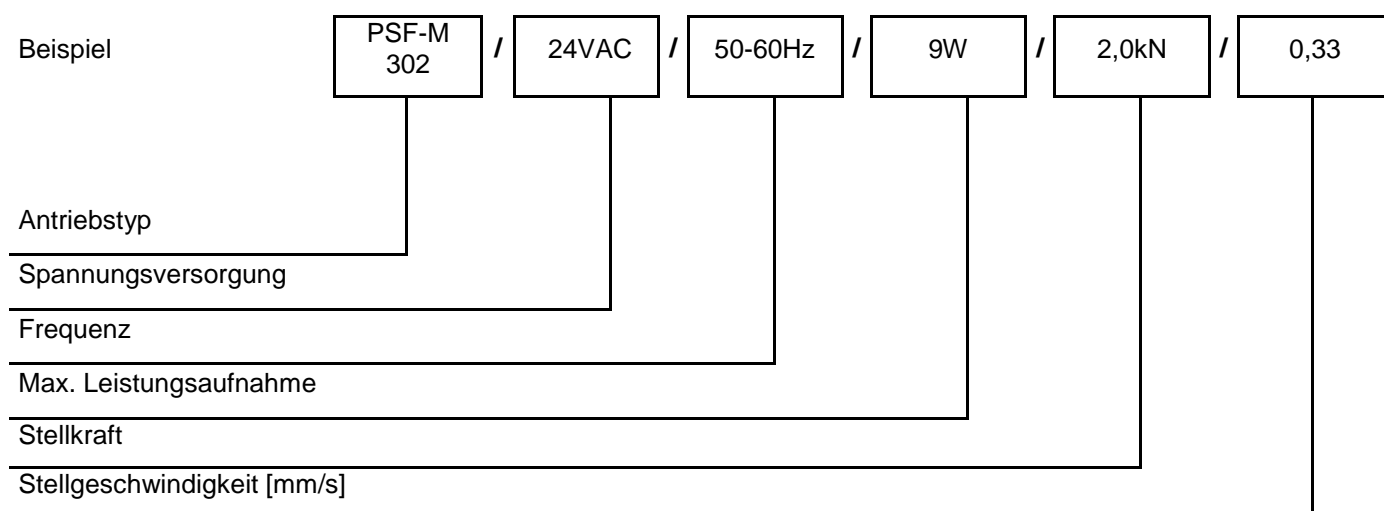 Beispiel PSF-M 302 / 24VAC / 50-60Hz / 9W / 2,0kN / 0,33
Antriebstyp
Spannungsversorgung
Frequenz
Max. Leistungsaufnahme
Stellkraft
Stellgeschwindigkeit [mm/s]